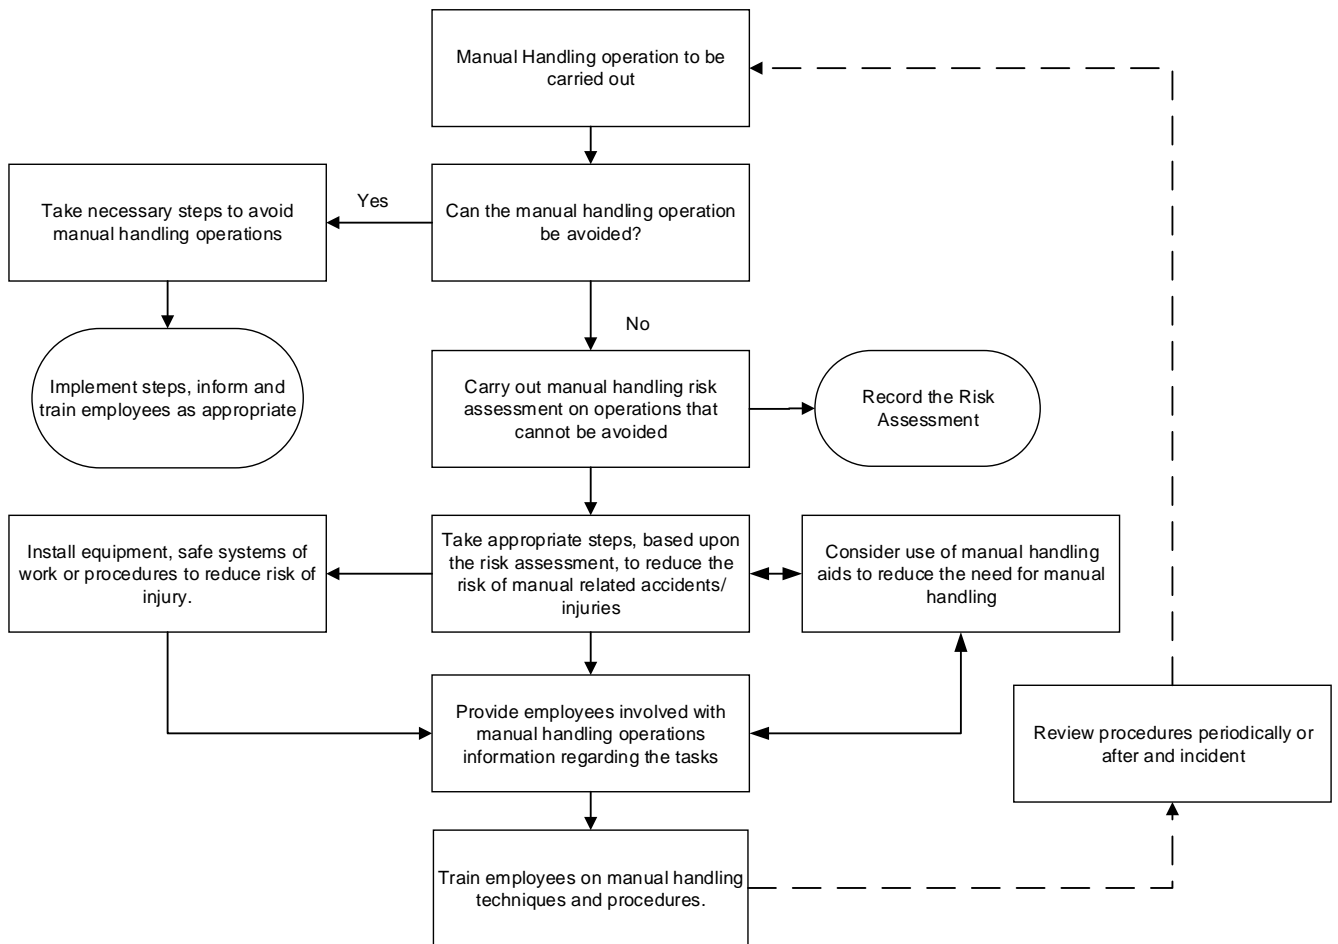 Manual Handling operation to be
carried out
Take necessary steps to avoid
manual handling operations
Yes
Can the manual handling operation
be avoided?
No
Implement steps, inform and
train employees as appropriate
Carry out manual handling risk
assessment on operations that
cannot be avoided
Record the Risk
Assessment
Install equipment, safe systems of
work or procedures to reduce risk of
injury.
Take appropriate steps, based upon
the risk assessment, to reduce the
risk of manual related accidents/
injuries
Consider use of manual handling
aids to reduce the need for manual
handling
Provide employees involved with
manual handling operations
information regarding the tasks
Review procedures periodically or
after and incident
Train employees on manual handling
techniques and procedures.